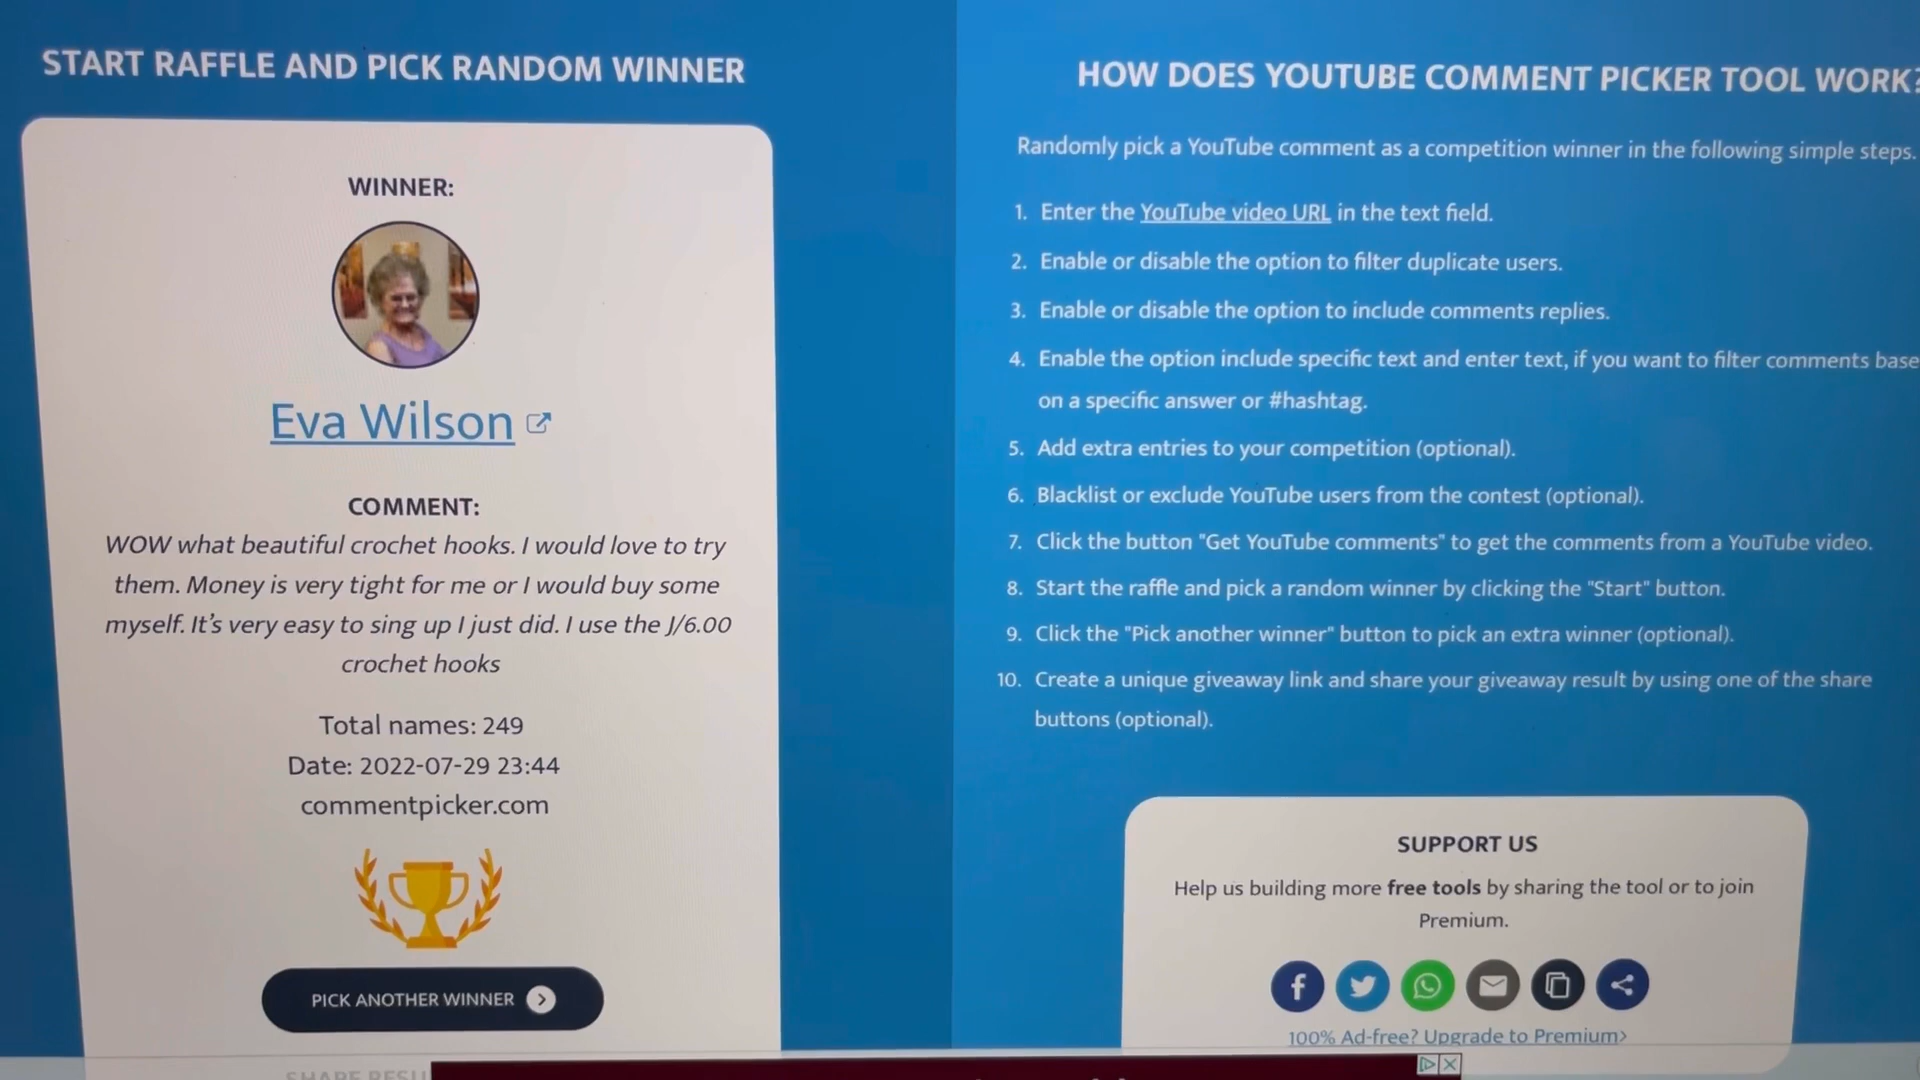 START RAFFLE AND PICK RANDOM WINNER
WINNER:
Eva Wilson
COMMENT:
WOW what beautiful crochet hooks. I would love to try
them. Money is very tight for me or I would buy some
myself. It's very easy to sing up I just did. I use the J/6.00
crochet hooks
Total names: 249
Date: 2022-07-29 23:44
commentpicker.com
PICK ANOTHER WINNER
HOW DOES YOUTUBE COMMENT PICKER TOOL WORK?
Randomly pick a YouTube comment as a competition winner in the following simple steps.
1. Enter the YouTube video URL in the text field.
2. Enable or disable the option to filter duplicate users.
3. Enable or disable the option to include comments replies.
4. Enable the option include specific text and enter text, if you want to filter comments base
on a specific answer or #hashtag.
5. Add extra entries to your competition (optional).
6. Blacklist or exclude YouTube users from the contest (optional).
7. Click the button "Get YouTube comments" to get the comments from a YouTube video.
8. Start the raffle and pick a random winner by clicking the "Start" button.
9. Click the "Pick another winner" button to pick an extra winner (optional).
10. Create a unique giveaway link and share your giveaway result by using one of the share
buttons (optional).
SUPPORT US
Help us building more free tools by sharing the tool or to join
Premium.
100% Ad-free? Upgrade to Premium>